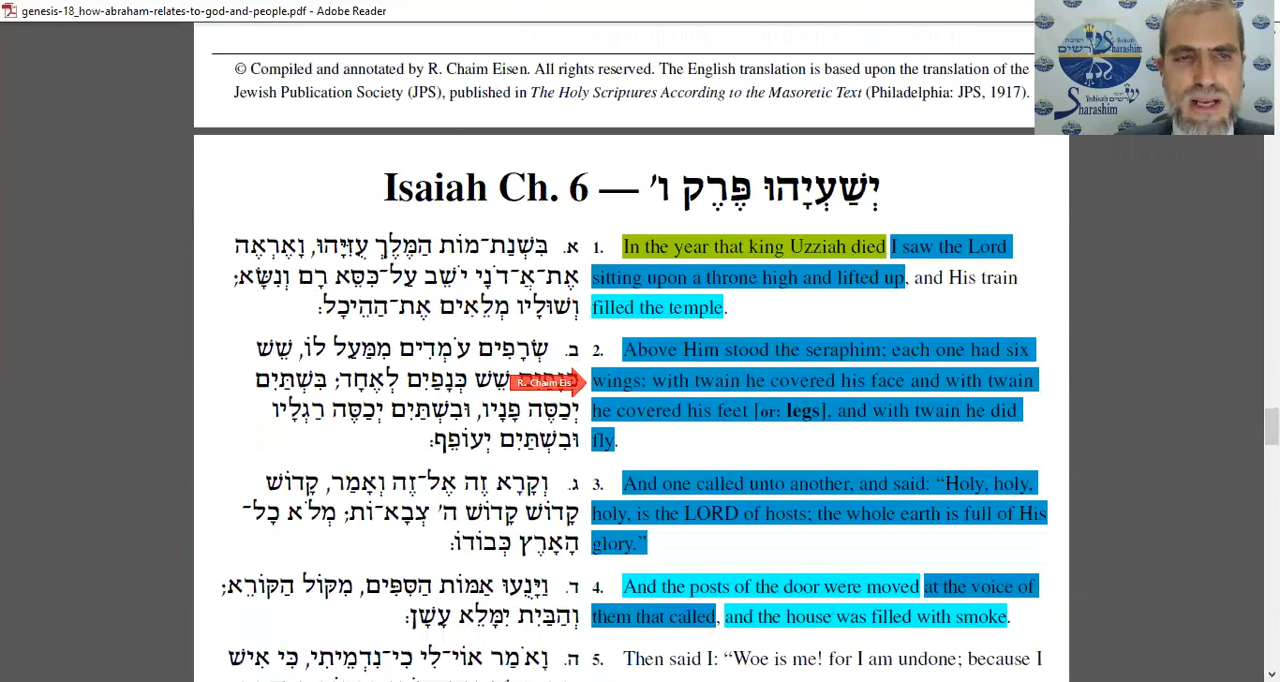 genesis-18_how-abraham-relates-to-god-and-people.pdf - Adobe Reader
© Compiled and annotated by R. Chaim Eisen. All rights reserved. The English translation is based upon the translation of the
Jewish Publication Society (JPS), published in The Holy Scriptures According to the Masoretic Text (Philadelphia: JPS, 1917).
Yeshivath
Sharashim
Isaiah Ch. 6 — יְשַׁעְיָהוּ פֶּרֶק ו׳
א. בִּשְׁנַת־מוֹת הַמֶּלֶךְ עֻזִּיָּהוּ, וָאֶרְאֶה
אֶת־אֲ־דֹנָי יֹשֵׁב עַל־כִּסֵּא רָם וְנִשָּׂא;
וְשׁוּלָיו מְלֵאִים אֶת־הַהֵיכָל:
1. In the year that king Uzziah died I saw the Lord
sitting upon a throne high and lifted up, and His train
filled the temple.
ב. שְׂרָפִים עֹמְדִים מִמַּעַל לוֹ, שֵׁשׁ
שֵׁשׁ כְּנָפַיִם לְאֶחָד; בִּשְׁתַּיִם
יְכַסֶּה פָנָיו, וּבִשְׁתַּיִם יְכַסֶּה רַגְלָיו
וּבִשְׁתַּיִם יְעוֹפֵף:
R. Chaim Eis
2. Above Him stood the seraphim; each one had six
wings: with twain he covered his face and with twain
he covered his feet [or: legs], and with twain he did
fly.
ג. וְקָרָא זֶה אֶל־זֶה וְאָמַר, קָדוֹשׁ
קָדוֹשׁ קָדוֹשׁ ה׳ צְבָא־וֹת; מְלֹא כָל־
הָאָרֶץ כְּבוֹדוֹ:
3. And one called unto another, and said: “Holy, holy,
holy, is the LORD of hosts; the whole earth is full of His
glory.”
ד. וַיָּנֻעוּ אַמּוֹת הַסִּפִּים, מִקּוֹל הַקּוֹרֵא;
וְהַבַּיִת יִמָּלֵא עָשָׁן:
4. And the posts of the door were moved at the voice of
them that called, and the house was filled with smoke.
ה. וָאֹמַר אוֹי־לִי כִי־נִדְמֵיתִי, כִּי אִישׁ
5. Then said I: “Woe is me! for I am undone; because I